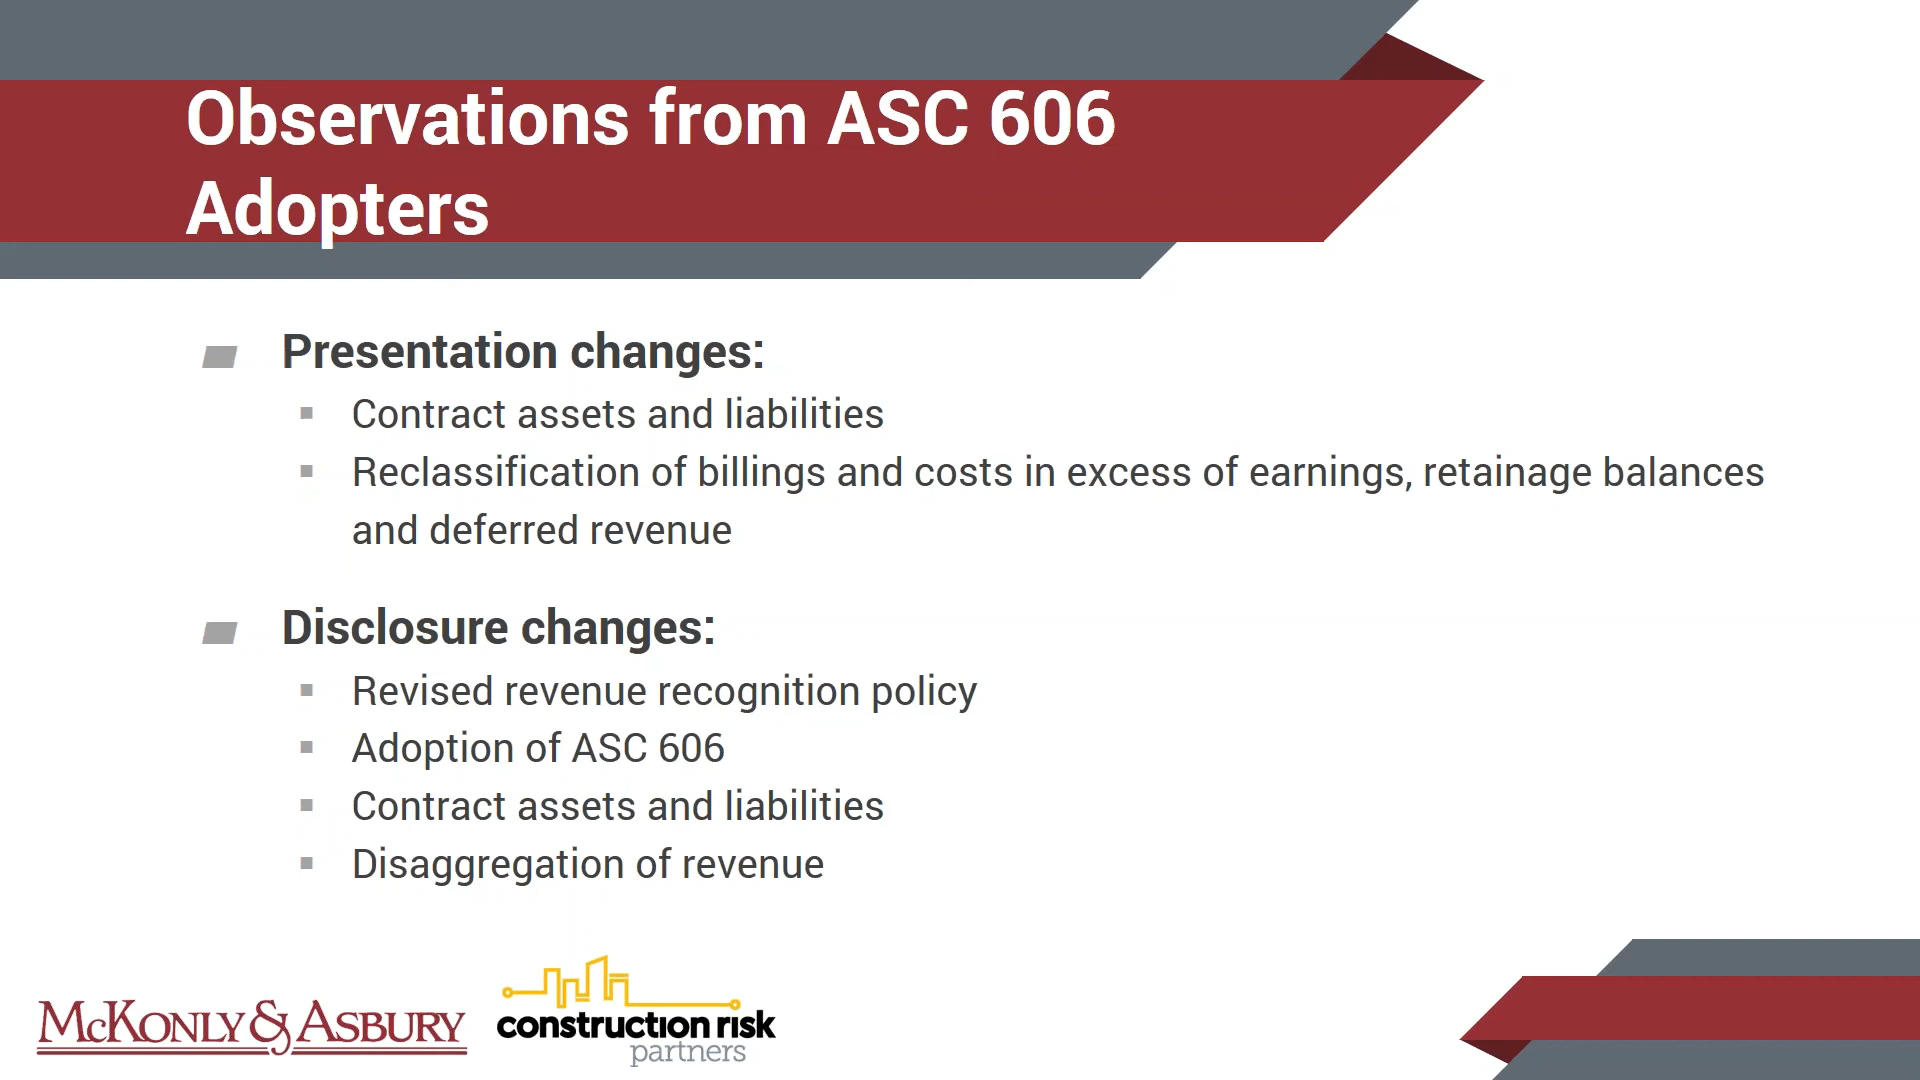 Observations from ASC 606
Adopters
Presentation changes:
Contract assets and liabilities
Reclassification of billings and costs in excess of earnings, retainage balances
and deferred revenue
Disclosure changes:
Revised revenue recognition policy
Adoption of ASC 606
Contract assets and liabilities
Disaggregation of revenue
McKonly & Asbury
construction risk
partners